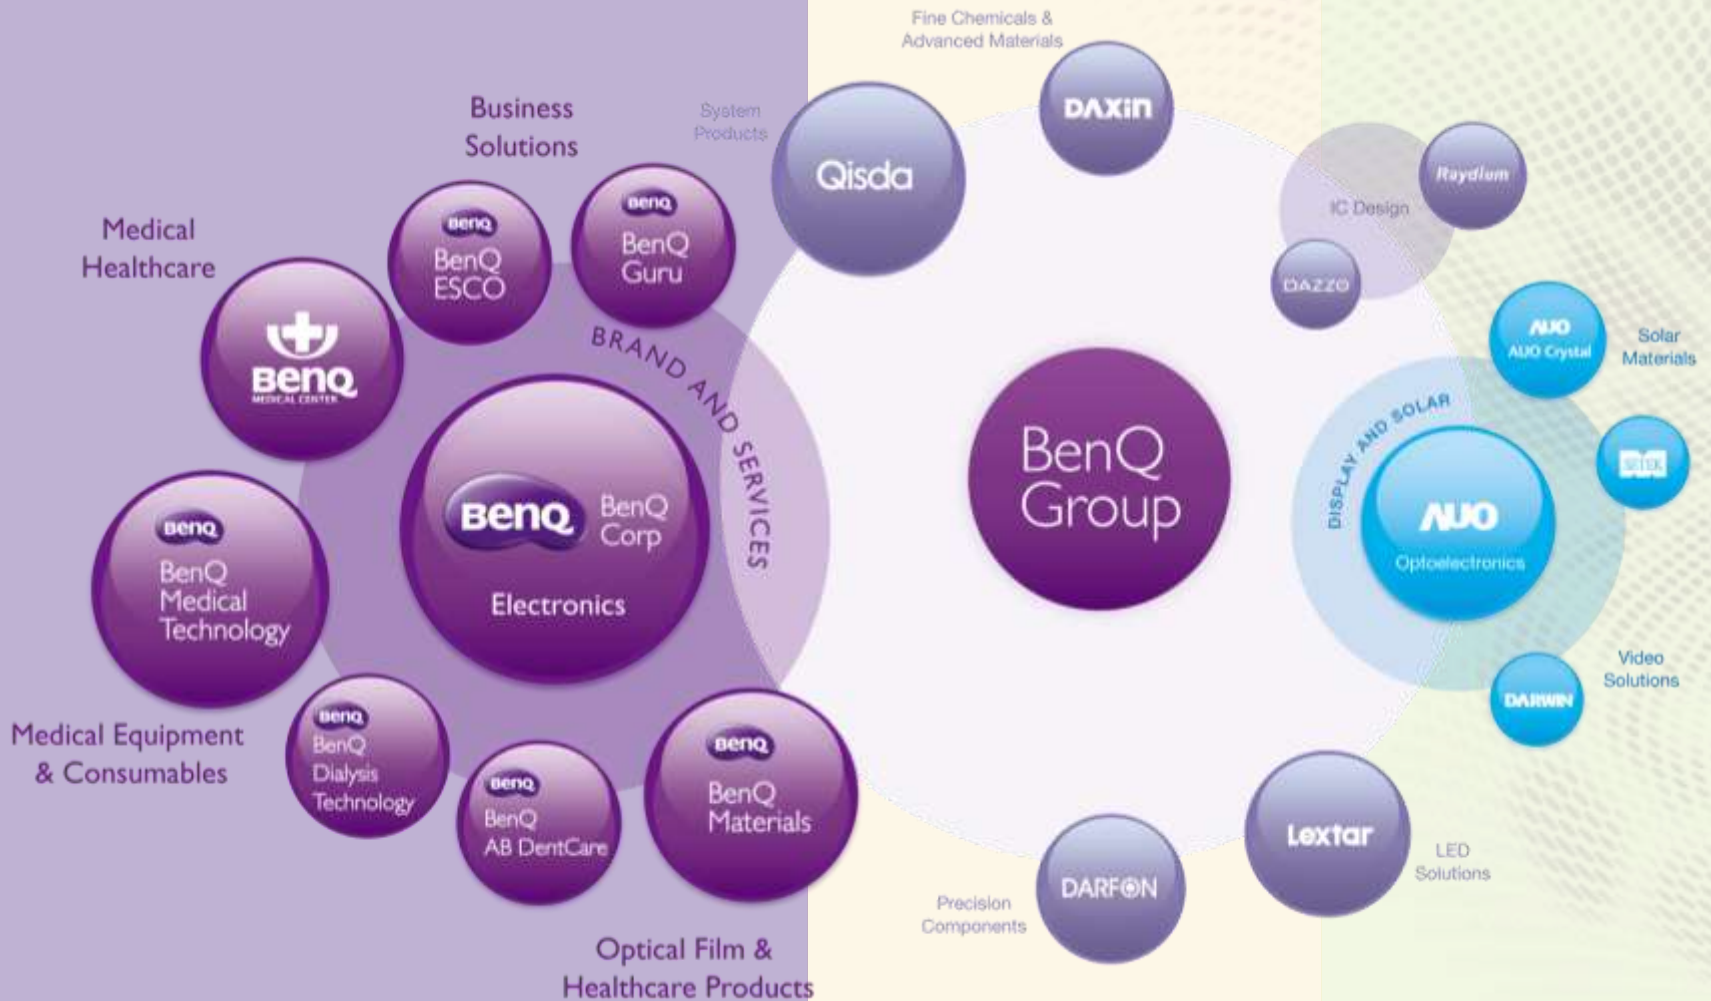 Fine Chemicals &
Advanced Materials
DAXIN
System
Products
Qisda
Business
Solutions
BenQ
BenQ
ESCO
BenQ
BenQ
Guru
Medical
Healthcare
BenQ
MEDICAL CENTER
BRAND AND SERVICES
BenQ
BenQ
Corp
Electronics
BenQ
BenQ
Medical
Technology
Medical Equipment
& Consumables
BenQ
BenQ
Dialysis
Technology
BenQ
BenQ
AB DentCare
BenQ
BenQ
Materials
Optical Film &
Healthcare Products
BenQ
Group
Raydium
IC Design
DAZZO
AUO
AUO Crystal
Solar
Materials
DISPLAY AND SOLAR
AUO
Optoelectronics
Video
Solutions
DARWIN
Lextar
LED
Solutions
DARFON
Precision
Components